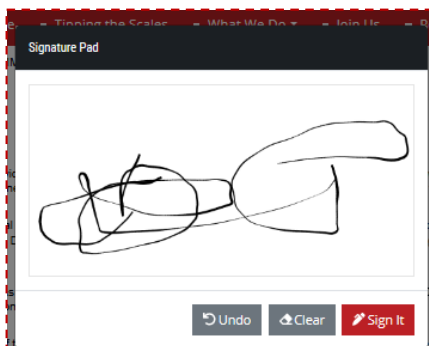 Tipping the Scales What We Do Join Us
Signature Pad
Undo Clear Sign It